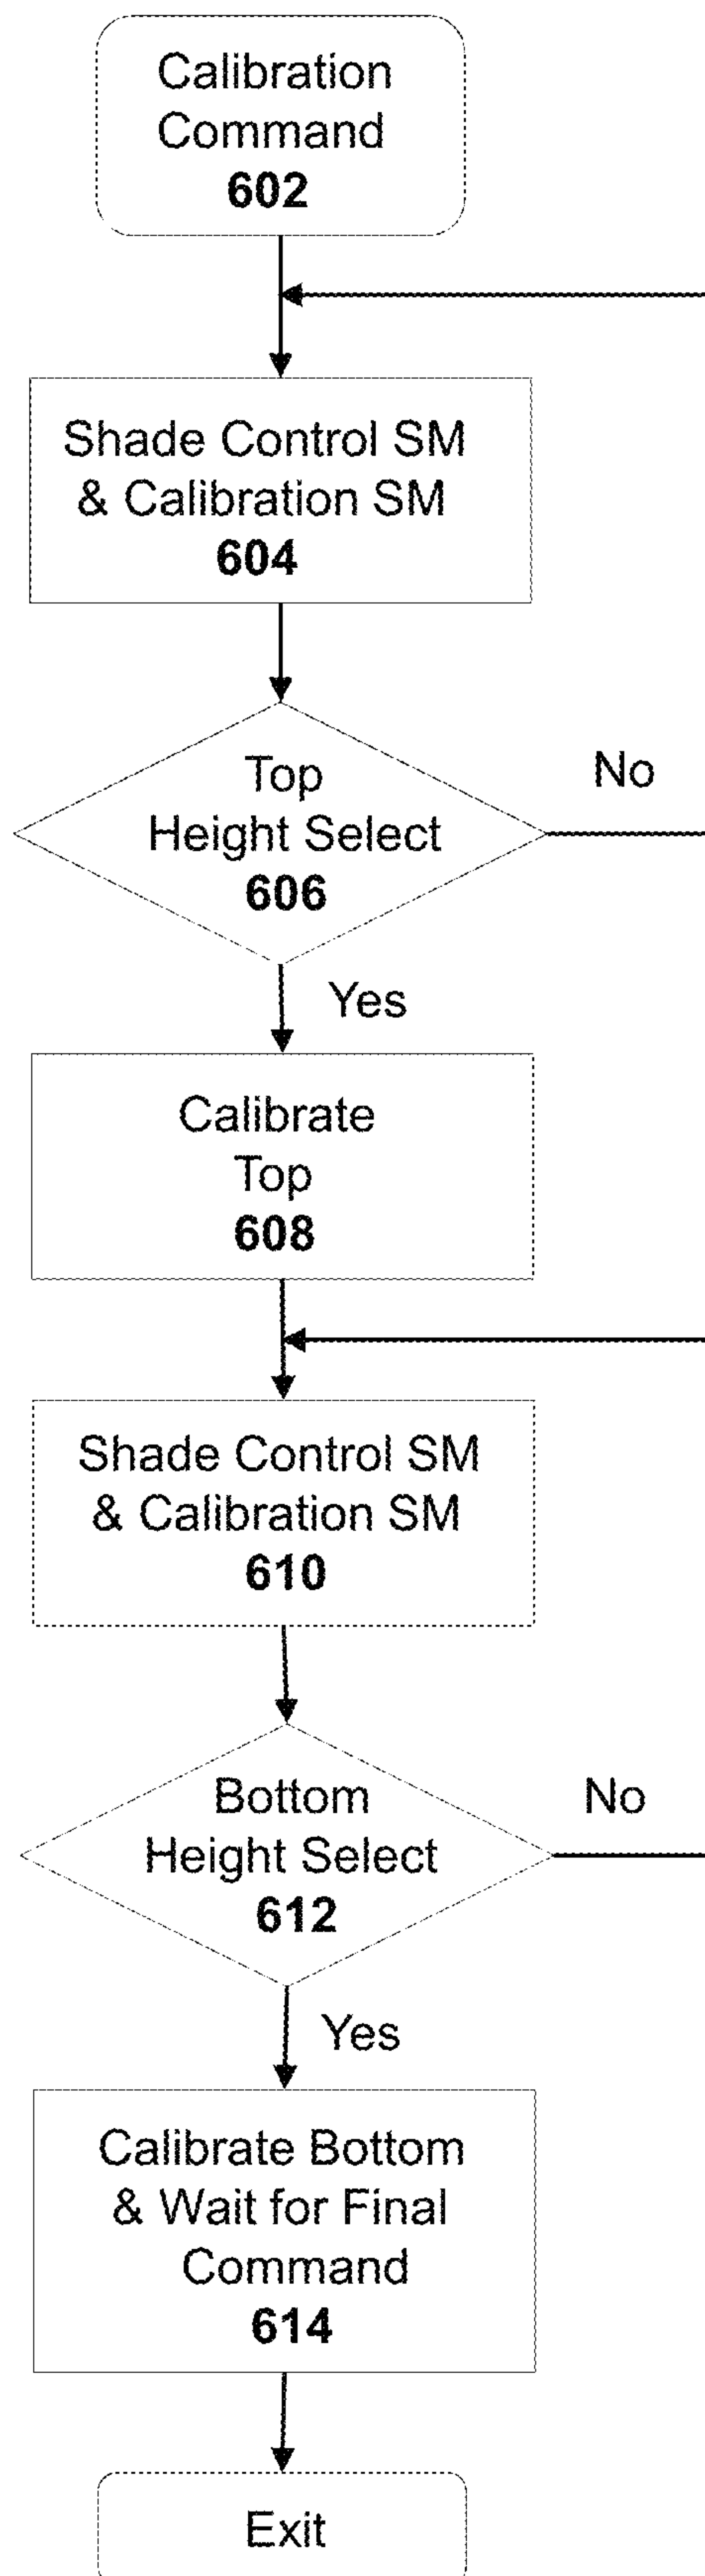 Calibration
Command
602
Shade Control SM
& Calibration SM
604
Top
Height Select
606
No
Yes
Calibrate
Top
608
Shade Control SM
& Calibration SM
610
Bottom
Height Select
612
No
Yes
Calibrate Bottom
& Wait for Final
Command
614
Exit